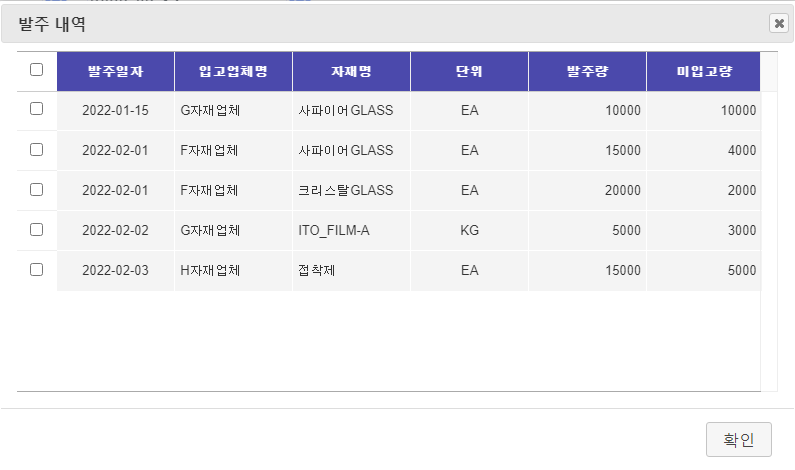 발주 내역
발주일자 입고업체명 자재명 단위 발주량 미입고량
2022-01-15 G자재업체 사파이어GLASS EA 10000 10000
2022-02-01 F자재업체 사파이어GLASS EA 15000 4000
2022-02-01 F자재업체 크리스탈GLASS EA 20000 2000
2022-02-02 G자재업체 ITO_FILM-A KG 5000 3000
2022-02-03 H자재업체 접착제 EA 15000 5000
확인